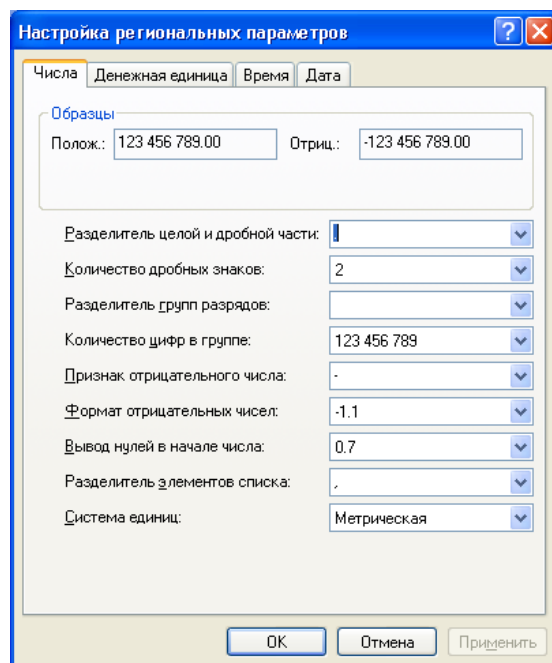 Настройка региональных параметров
Числа Денежная единица Время Дата
Образцы
Полож.: 123 456 789.00 Отриц.: -123 456 789.00
Разделитель целой и дробной части: .
Количество дробных знаков: 2
Разделитель групп разрядов:
Количество цифр в группе: 123 456 789
Признак отрицательного числа: -
Формат отрицательных чисел: -1.1
Вывод нулей в начале числа: 0.7
Разделитель элементов списка: ,
Система единиц: Метрическая
OK Отмена Применить